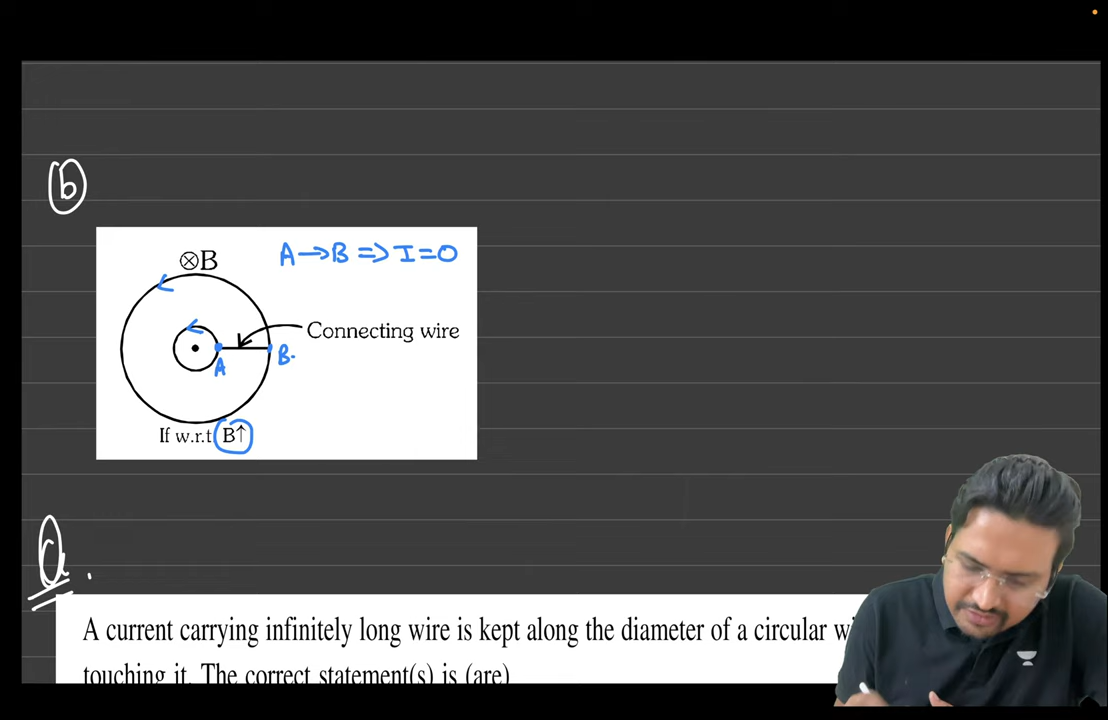 (b)
⊗B
A → B => I = 0
Connecting wire
A
B.
If w.r.t B↑
Q.
A current carrying infinitely long wire is kept along the diameter of a circular
touching it. The correct statement(s) is (are)